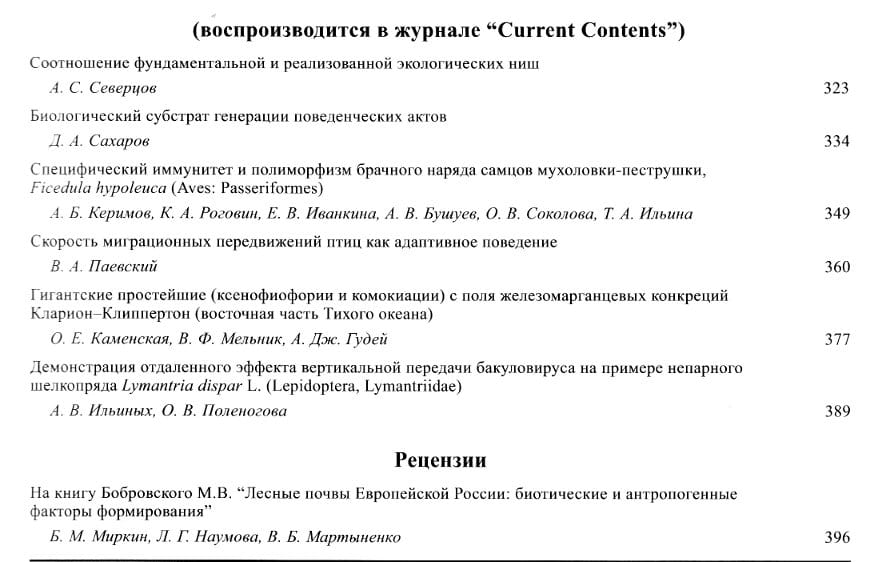 (воспроизводится в журнале “Current Contents”)
Соотношение фундаментальной и реализованной экологических ниш
А. С. Северцов 323
Биологический субстрат генерации поведенческих актов
Д. А. Сахаров 334
Специфический иммунитет и полиморфизм брачного наряда самцов мухоловки-пеструшки,
Ficedula hypoleuca (Aves: Passeriformes)
А. Б. Керимов, К. А. Роговин, Е. В. Иванкина, А. В. Бушуев, О. В. Соколова, Т. А. Ильина 349
Скорость миграционных передвижений птиц как адаптивное поведение
В. А. Паевский 360
Гигантские простейшие (ксенофиофории и комокиации) с поля железомарганцевых конкреций
Кларион–Клиппертон (восточная часть Тихого океана)
О. Е. Каменская, В. Ф. Мельник, А. Дж. Гудей 377
Демонстрация отдаленного эффекта вертикальной передачи бакуловируса на примере непарного
шелкопряда Lymantria dispar L. (Lepidoptera, Lymantriidae)
А. В. Ильиных, О. В. Поленогова 389
Рецензии
На книгу Бобровского М.В. “Лесные почвы Европейской России: биотические и антропогенные
факторы формирования”
Б. М. Миркин, Л. Г. Наумова, В. Б. Мартыненко 396